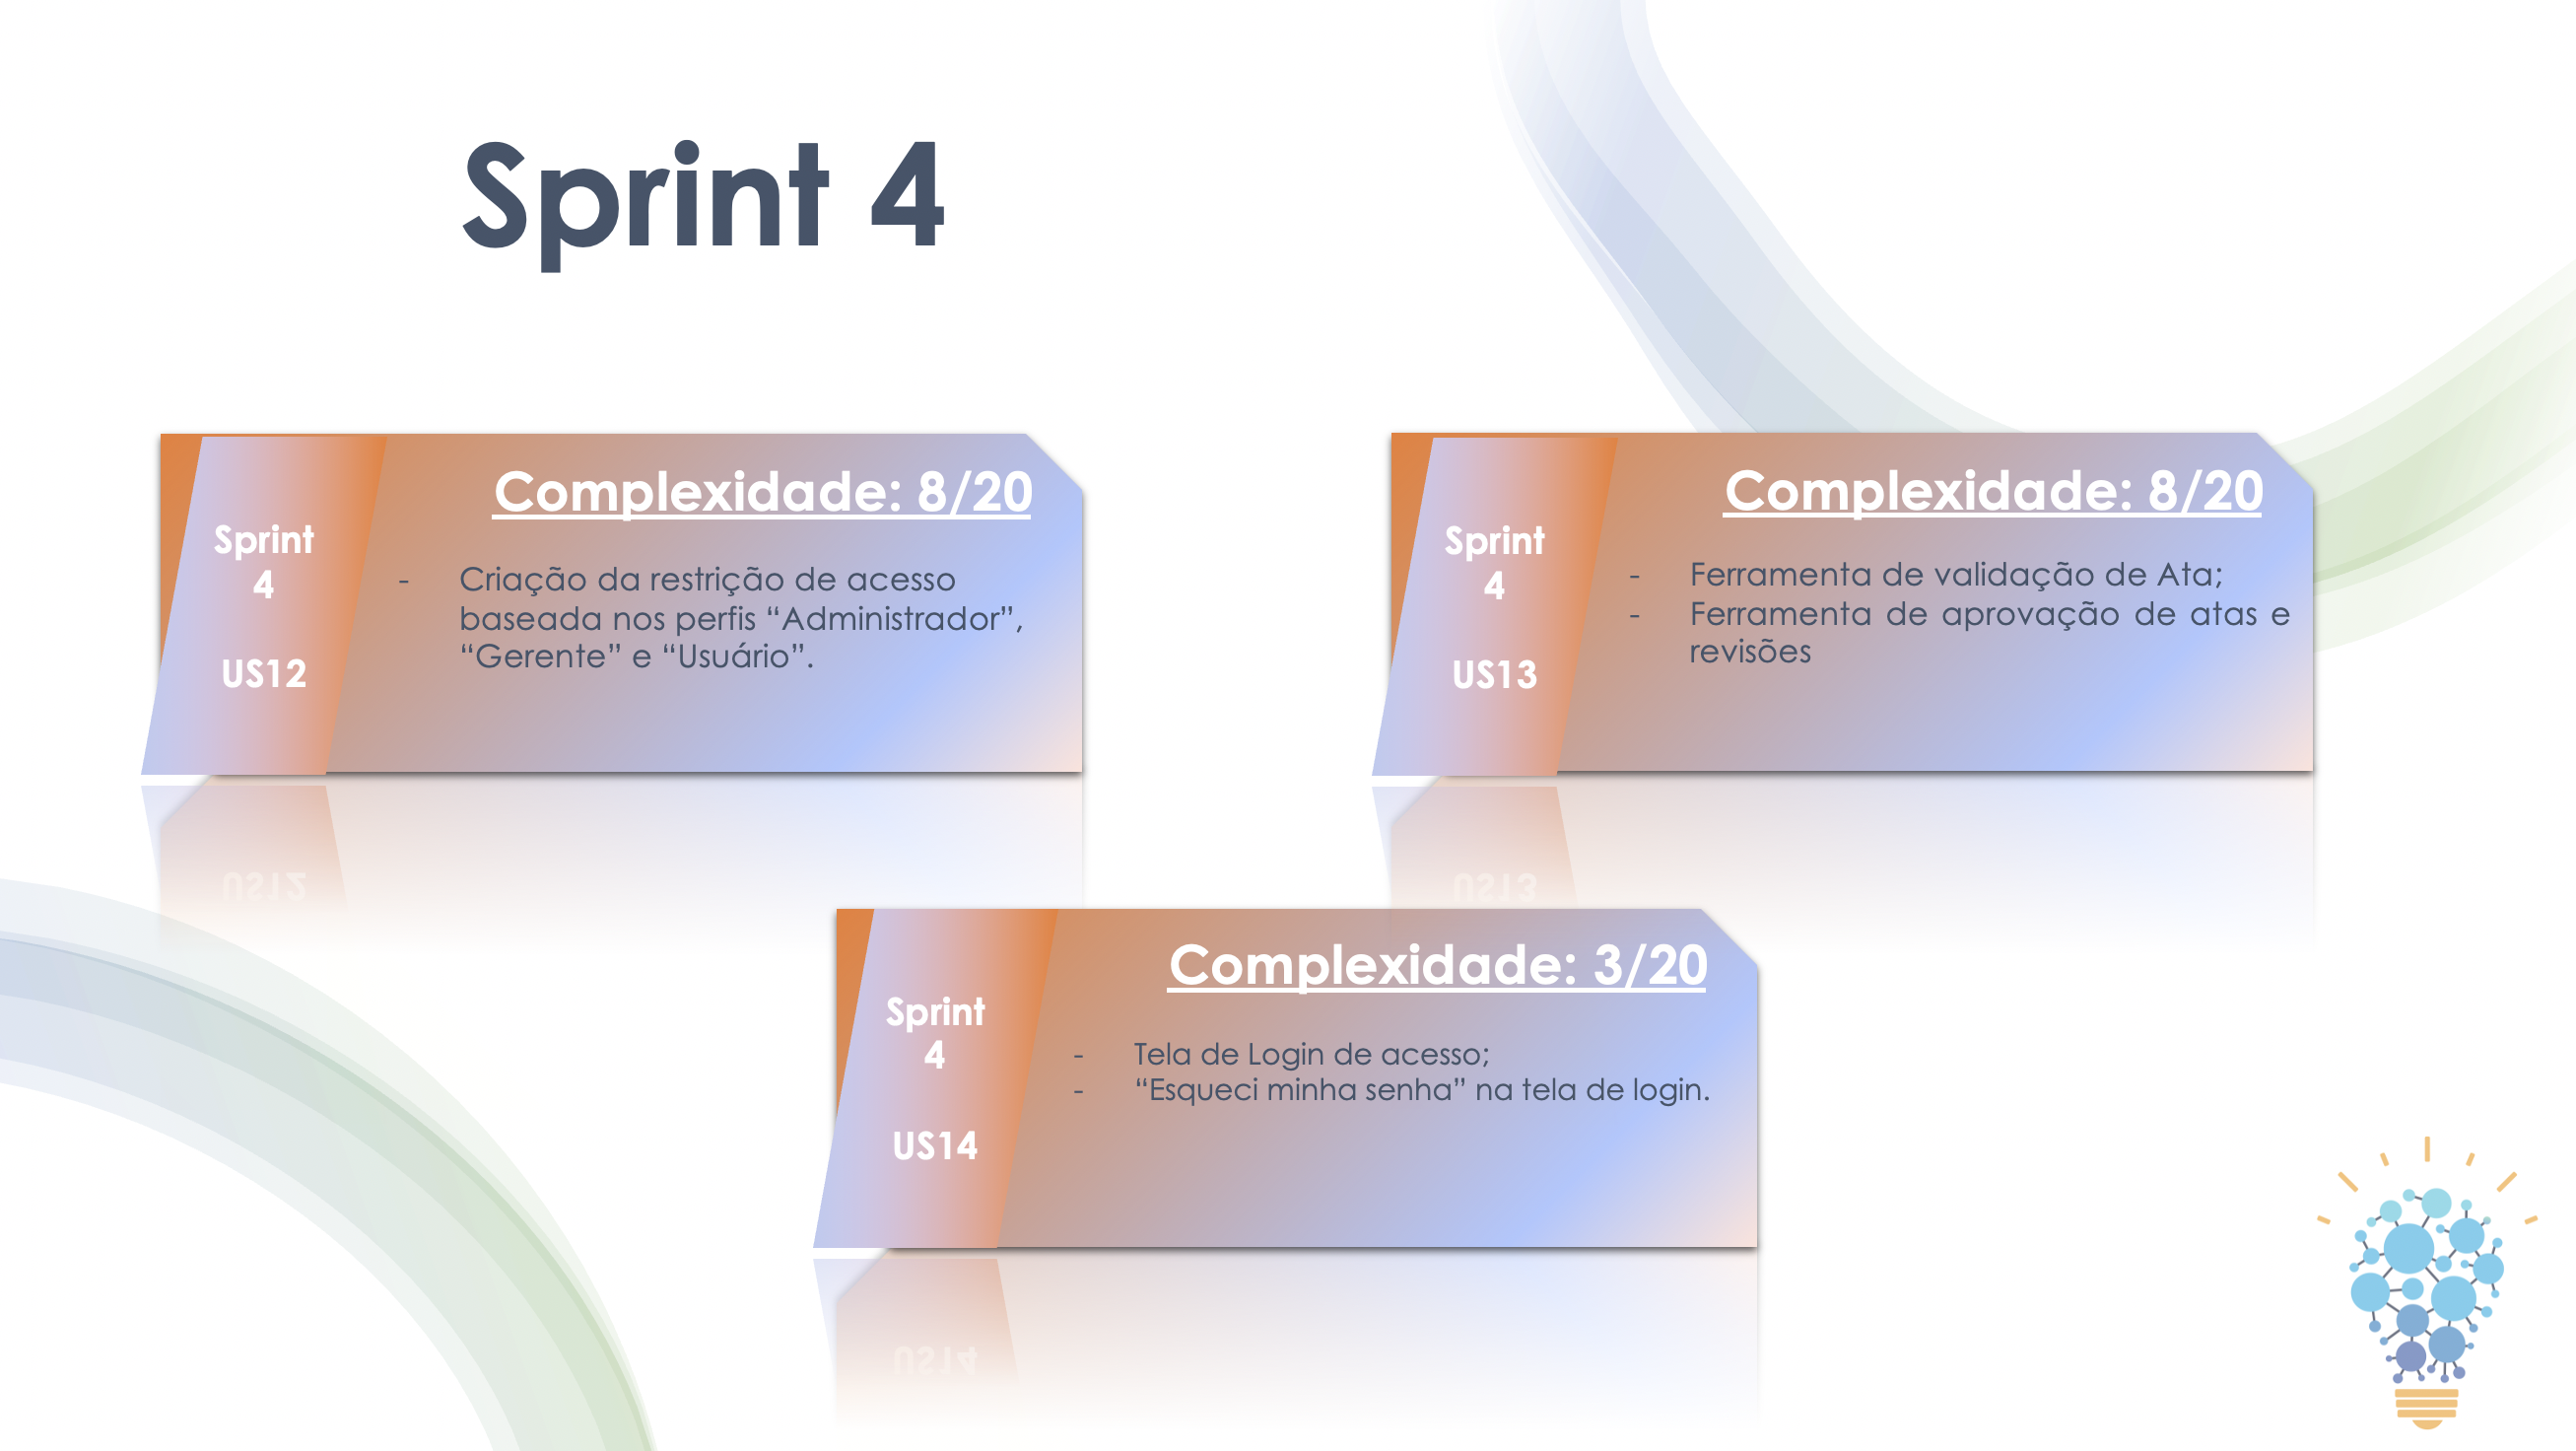 Sprint 4
Complexidade: 8/20
Sprint
4
US12
- Criação da restrição de acesso
baseada nos perfis “Administrador”,
“Gerente” e “Usuário”.
Complexidade: 8/20
Sprint
4
US13
- Ferramenta de validação de Ata;
- Ferramenta de aprovação de atas e
revisões
Complexidade: 3/20
Sprint
4
US14
- Tela de Login de acesso;
- “Esqueci minha senha” na tela de login.